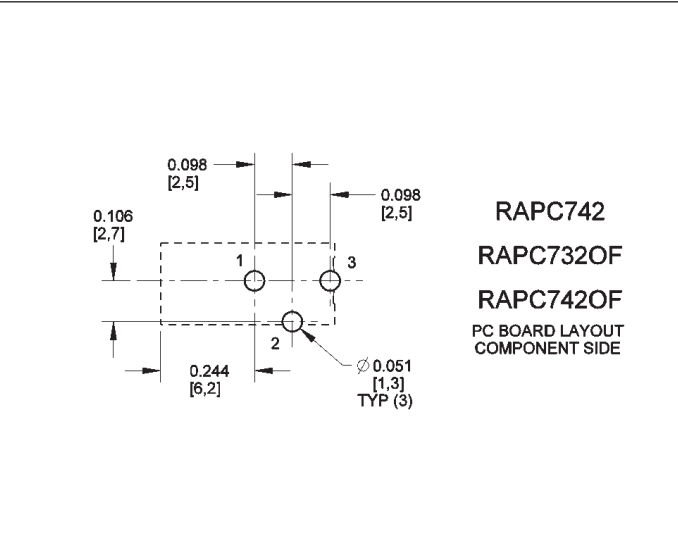 0.098
[2,5]
0.098
[2,5]
0.106
[2,7]
1
3
2
0.244
[6,2]
∅ 0.051
[1,3]
TYP (3)
RAPC742
RAPC732OF
RAPC742OF
PC BOARD LAYOUT
COMPONENT SIDE